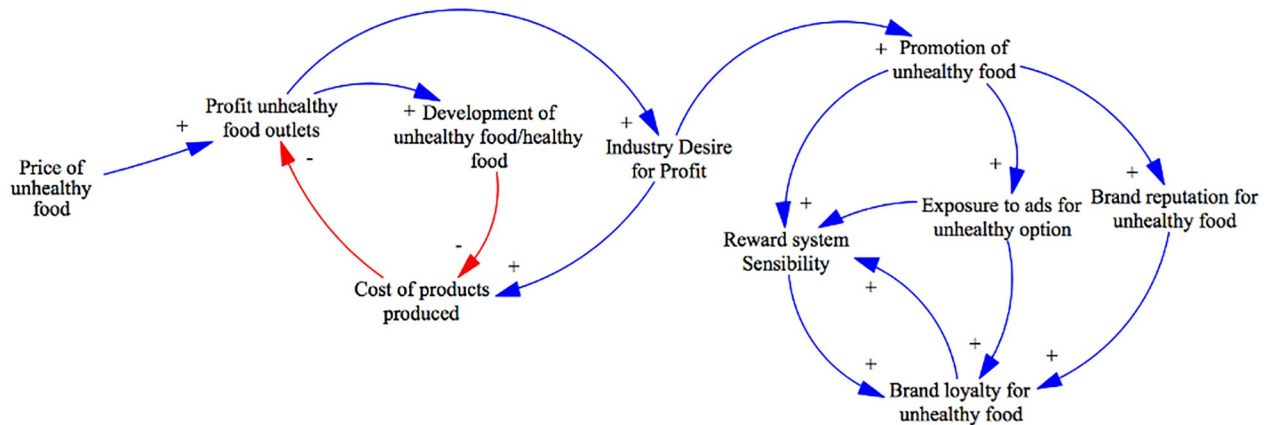 Price of
unhealthy
food
+
Profit unhealthy
food outlets
-
+ Development of
unhealthy food/healthy
food
-
Cost of products
produced
+
+
Industry Desire
for Profit
+ Promotion of
unhealthy food
+
Reward system
Sensibility
+
+
Exposure to ads for
unhealthy option
+
Brand reputation for
unhealthy food
+
+
+
Brand loyalty for
unhealthy food